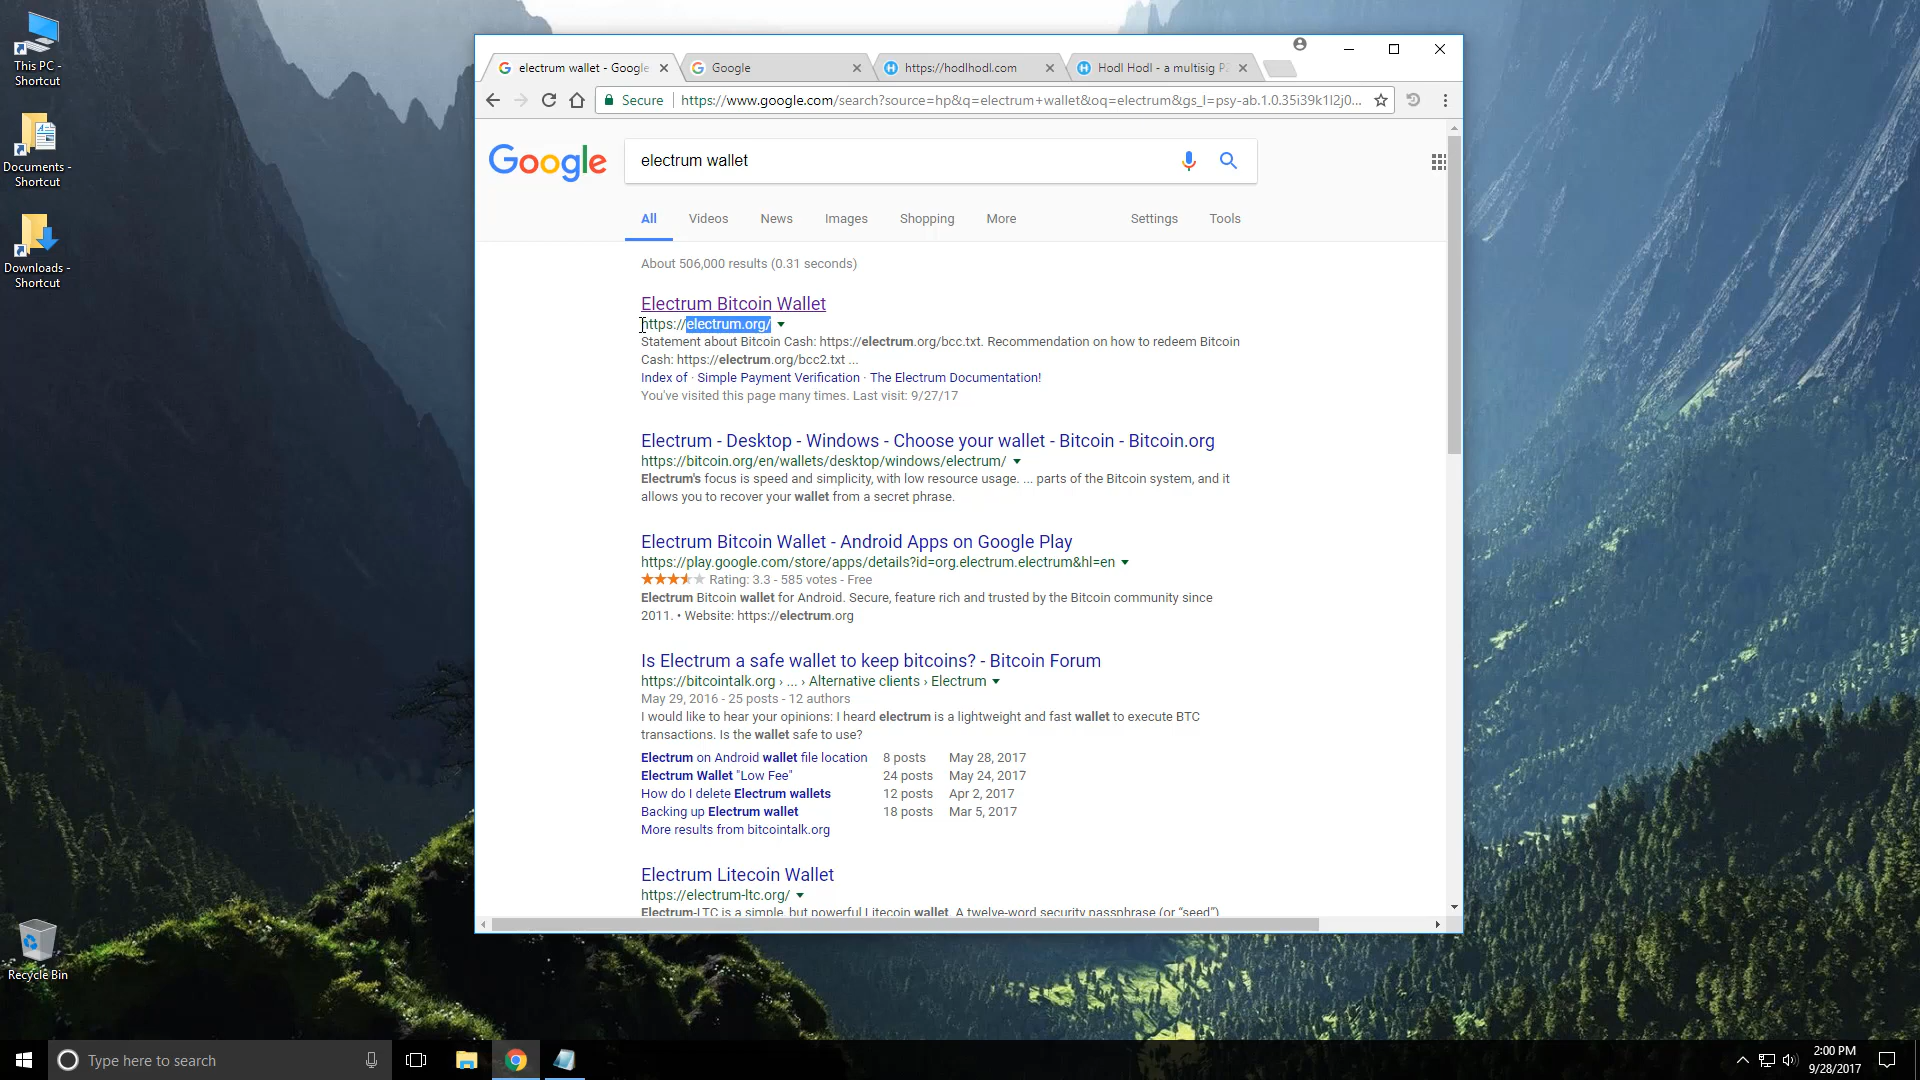 This PC -
Shortcut
Documents -
Shortcut
Downloads -
Shortcut
Recycle Bin
electrum wallet - Google
Google
https://hodlhodl.com
Hodl Hodl - a multisig P2
Secure
https://www.google.com/search?source=hp&q=electrum+wallet&oq=electrum&gs_l=psy-ab.1.0.35i39k1l2j0...
Google
electrum wallet
All
Videos
News
Images
Shopping
More
Settings
Tools
About 506,000 results (0.31 seconds)
Electrum Bitcoin Wallet
https://electrum.org/
Statement about Bitcoin Cash: https://electrum.org/bcc.txt. Recommendation on how to redeem Bitcoin
Cash: https://electrum.org/bcc2.txt ...
Index of · Simple Payment Verification · The Electrum Documentation!
You've visited this page many times. Last visit: 9/27/17
Electrum - Desktop - Windows - Choose your wallet - Bitcoin - Bitcoin.org
https://bitcoin.org/en/wallets/desktop/windows/electrum/
Electrum's focus is speed and simplicity, with low resource usage. ... parts of the Bitcoin system, and it
allows you to recover your wallet from a secret phrase.
Electrum Bitcoin Wallet - Android Apps on Google Play
https://play.google.com/store/apps/details?id=org.electrum.electrum&hl=en
Rating: 3.3 - 585 votes - Free
Electrum Bitcoin wallet for Android. Secure, feature rich and trusted by the Bitcoin community since
2011. • Website: https://electrum.org
Is Electrum a safe wallet to keep bitcoins? - Bitcoin Forum
https://bitcointalk.org › ... › Alternative clients › Electrum
May 29, 2016 - 25 posts - 12 authors
I would like to hear your opinions: I heard electrum is a lightweight and fast wallet to execute BTC
transactions. Is the wallet safe to use?
Electrum on Android wallet file location 8 posts May 28, 2017
Electrum Wallet "Low Fee" 24 posts May 24, 2017
How do I delete Electrum wallets 12 posts Apr 2, 2017
Backing up Electrum wallet 18 posts Mar 5, 2017
More results from bitcointalk.org
Electrum Litecoin Wallet
https://electrum-ltc.org/
Electrum-LTC is a simple, but powerful Litecoin wallet. A twelve-word security passphrase (or “seed”)
Type here to search
2:00 PM
9/28/2017